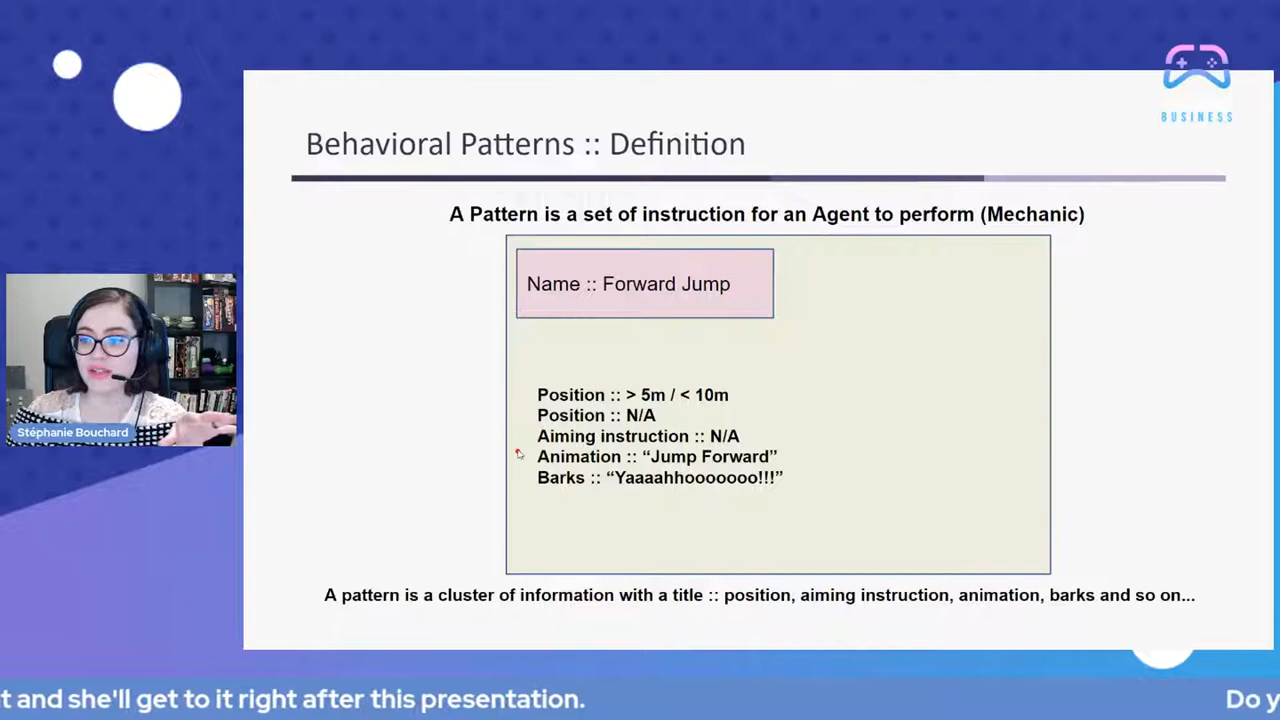 BUSINESS
Behavioral Patterns :: Definition
A Pattern is a set of instruction for an Agent to perform (Mechanic)
Name :: Forward Jump
Position :: > 5m / < 10m
Position :: N/A
Aiming instruction :: N/A
Animation :: “Jump Forward”
Barks :: “Yaaaahhooooooo!!!”
A pattern is a cluster of information with a title :: position, aiming instruction, animation, barks and so on...
Stéphanie Bouchard
t and she'll get to it right after this presentation.
Do y